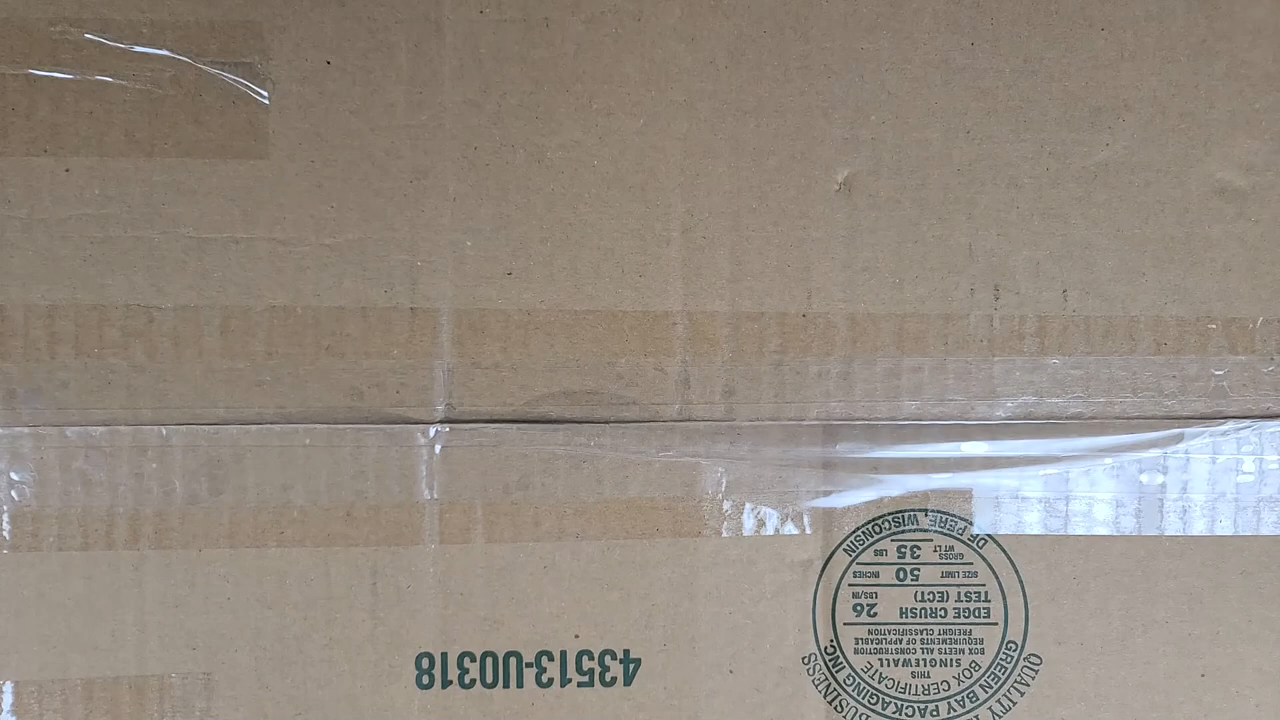 43513-U0318
QUALITY
BUSINESS
GREEN BAY PACKAGING INC.
BOX CERTIFICATE
THIS
SINGLEWALL
BOX MEETS ALL CONSTRUCTION
REQUIREMENTS OF APPLICABLE
FREIGHT CLASSIFICATION
EDGE CRUSH
TEST (ECT) 26 LBS/IN
SIZE LIMIT 50 INCHES
GROSS
WT LT 35 LBS
DE PERE, WISCONSIN